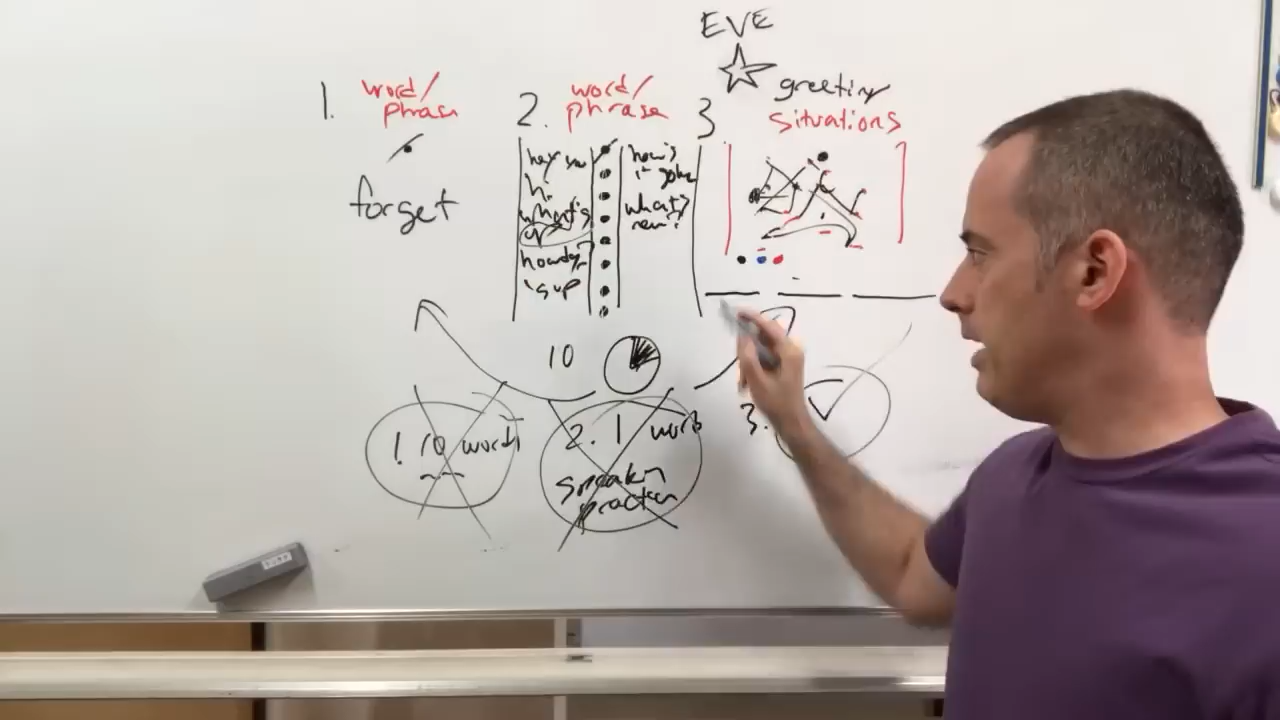 EVE
greeting
1. word/
phrase
forget
2. word/
phrase
hey
hi
what's
up
howdy
'sup
how's
it going
what's
new?
3
situations
10
1. 10 words
2. 1 word
speaking
practice
3.